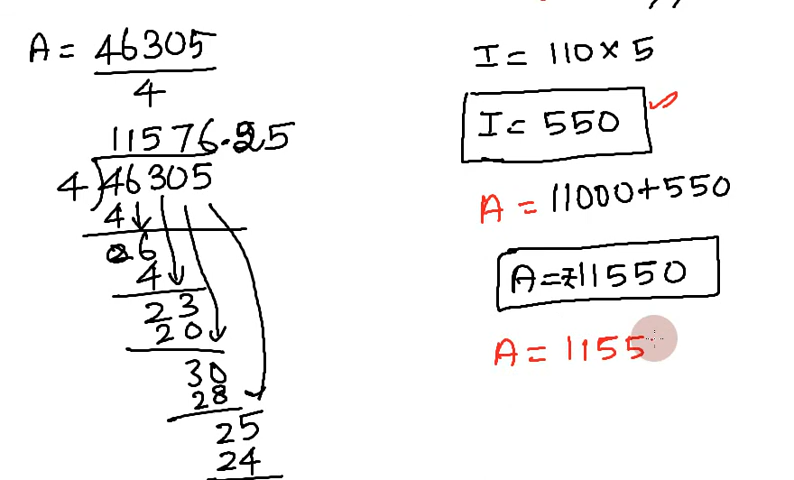 A = 46305
4
11576.25
4)46305
4
06
4
23
20
30
28
25
24
I = 110 × 5
I = 550
A = 11000+550
A=₹11550
A = 1155